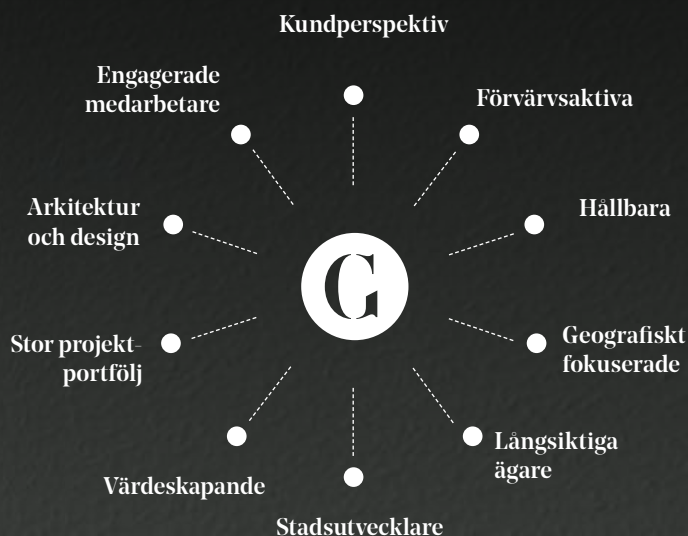 Kundperspektiv
Engagerade
medarbetare
Förvärvsaktiva
Arkitektur
och design
Hållbara
G
Stor projekt-
portfölj
Geografiskt
fokuserade
Långsiktiga
ägare
Värdeskapande
Stadsutvecklare